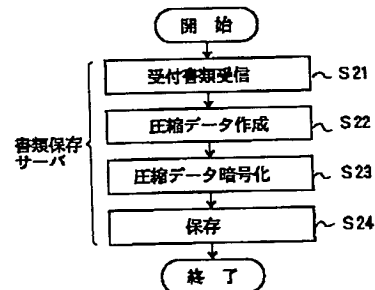 開 始
受付書類受信
S21
圧縮データ作成
S22
書類保存
サーバ
圧縮データ暗号化
S23
保存
S24
終 了